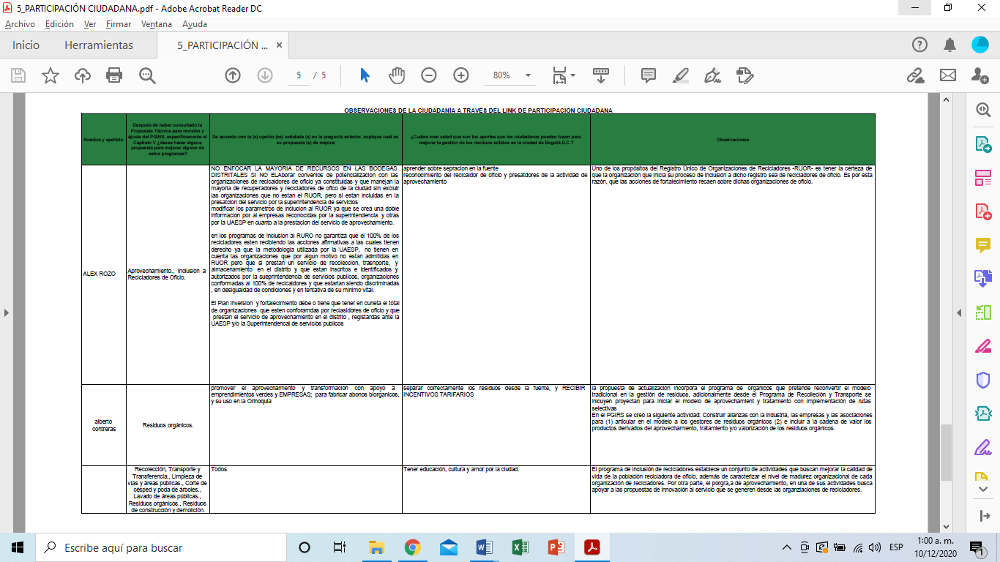 5_PARTICIPACIÓN CIUDADANA.pdf - Adobe Acrobat Reader DC
Archivo Edición Ver Firmar Ventana Ayuda
Inicio Herramientas 5_PARTICIPACIÓN ... ×
5 / 5 80%
OBSERVACIONES DE LA CIUDADANÍA A TRAVÉS DEL LINK DE PARTICIPACION CIUDADANA
Nombre y apellido.
Después de haber consultado la
Propuesta Técnica para revisión y
ajuste del PGIRS, específicamente el
Capítulo V ¿desea hacer alguna
propuesta para mejorar alguno de
estos programas?
De acuerdo con la (s) opción (es) señalada (s) en la pregunta anterior, explique cuál es
su propuesta (s) de mejora:
¿Cuáles cree usted que son los aportes que los ciudadanos pueden hacer para
mejorar la gestión de los residuos sólidos en la ciudad de Bogotá D.C.?
Observaciones
ALEX ROZO
Aprovechamiento., Inclusión a
Recicladores de Oficio.
NO ENFOCAR LA MAYORIA DE RECURSOS EN LAS BODEGAS
DISTRITALES SI NO ELAborar convenios de potencializacion con las
organizaciones de recicaldores de oficio ya constituidas y que manejan la
mayoria de recuperadores y recicladores de ofico de la ciudad sin excluir
las organizaciones que no estan el RUOR, pero si estan incluidas en la
presatcion del servicio por la superintendencia de servicios
modificar los parametros de inclucion al RUOR ya que se crea una doble
informacion por al empresas reconocidas por la superintendencia y otras
por la UAESP en cuanto a la prestacion del servicio de aprovechamiento.
en los programas de inclusion al RURO no garantiza que el 100% de los
recicladores esten recibiendo las acciones afirmativas a las cuales tienen
derecho ya que la metodologia utilizada por la UAESP, no tienen en
cuenta las organizaciones que por algun motivo no estan admitidas en
RUOR pero que si prestan un servicio de recoleccion, trasnporte, y
almacenamiento en el distrito y que estan inscritos e identificados y
autorizados por la sueprintendencia de servicios publicos, organizaciones
conformadas al 100% de recicaldores y que estarian siendo discriminadas
, en desigualdad de condiciones y en tentativa de su minimo vital.
El Plan inversion y fortalecimiento debe o tiene que tener en cuneta el total
de organizaciones que esten conforamdas por reciasldores de oficio y que
prestan el servicio de aprovechamiento en el distrito , registardas ante la
UAESP y/o la Superintendencal de servicios publicos
aprender sobre sepracion en la fuente
reconocimiento del recicaldor de oficio y presatdores de la actividad de
aprovechamiento
Uno de los propósitos del Registro Único de Organizaciones de Recicladores -RUOR- es tener la certeza de
que la organización que inicia su proceso de inclusión a dicho registro sea de recicladores de oficio. Es por esta
razón, que las acciones de fortalecimiento recaen sobre dichas organizaciones de oficio.
alberto
contreras
Residuos orgánicos.
promover el aprovechamiento y transformación con apoyo a
emprendimientos verdes y EMPRESAS; para fabricar abonos biorganicos,
y su uso en la Orinoquia
sepárar correctamente los residuos desde la fuente, y RECIBIR
INCENTIVOS TARIFARIOS
la propuesta de actualización incorpora el programa de organicos que pretende reconvertir el modelo
tradicional en la gestión de residuos, adicionalmente desde el Programa de Recolleción y Transporte se
inlcuyen proyectan para iniciar el modelo de aprovechamient y tratamiento con implementación de rutas
selectivas
En el PGIRS se creó la siguiente actividad: Construir alianzas con la industria, las empresas y las asociaciones
para (1) articular en el modelo a los gestores de residuos orgánicos (2) e incluir a la cadena de valor los
productos derivados del aprovechamiento, tratamiento y/o valorización de los residuos orgánicos.
Recolección, Transporte y
Transferencia., Limpieza de
vías y áreas públicas., Corte de
césped y poda de árboles.,
Lavado de áreas públicas.,
Residuos orgánicos., Residuos
de construcción y demolición.
Todos
Tener educación, cultura y amor por la ciudad.
El programa de inclusión de recicladores establece un conjunto de actividades que buscan mejorar la calidad de
vida de la población recicladora de oficio, además de caracterizar el nivel de madurez organizacional de cada
organización de recicladores. Por otra parte, el porgra,a de aprovechamiento, en una de sus actividades busca
apoyar a las propuestas de innovación al servicio que se generen desde las organziaciones de recicladores.
Escribe aquí para buscar
ESP
1:00 a. m.
10/12/2020
1